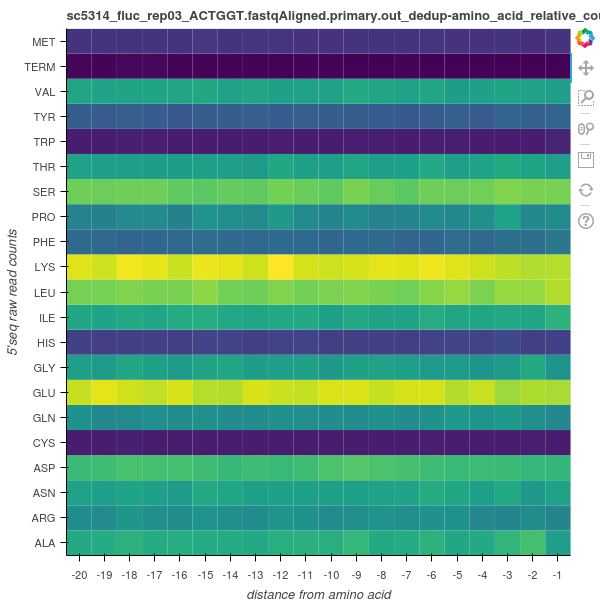 sc5314_fluc_rep03_ACTGGT.fastqAligned.primary.out_dedup-amino_acid_relative_cou
MET
TERM
VAL
TYR
TRP
THR
SER
PRO
PHE
LYS
LEU
ILE
HIS
GLY
GLU
GLN
CYS
ASP
ASN
ARG
ALA
5'seq raw read counts
-20 -19 -18 -17 -16 -15 -14 -13 -12 -11 -10 -9 -8 -7 -6 -5 -4 -3 -2 -1
distance from amino acid